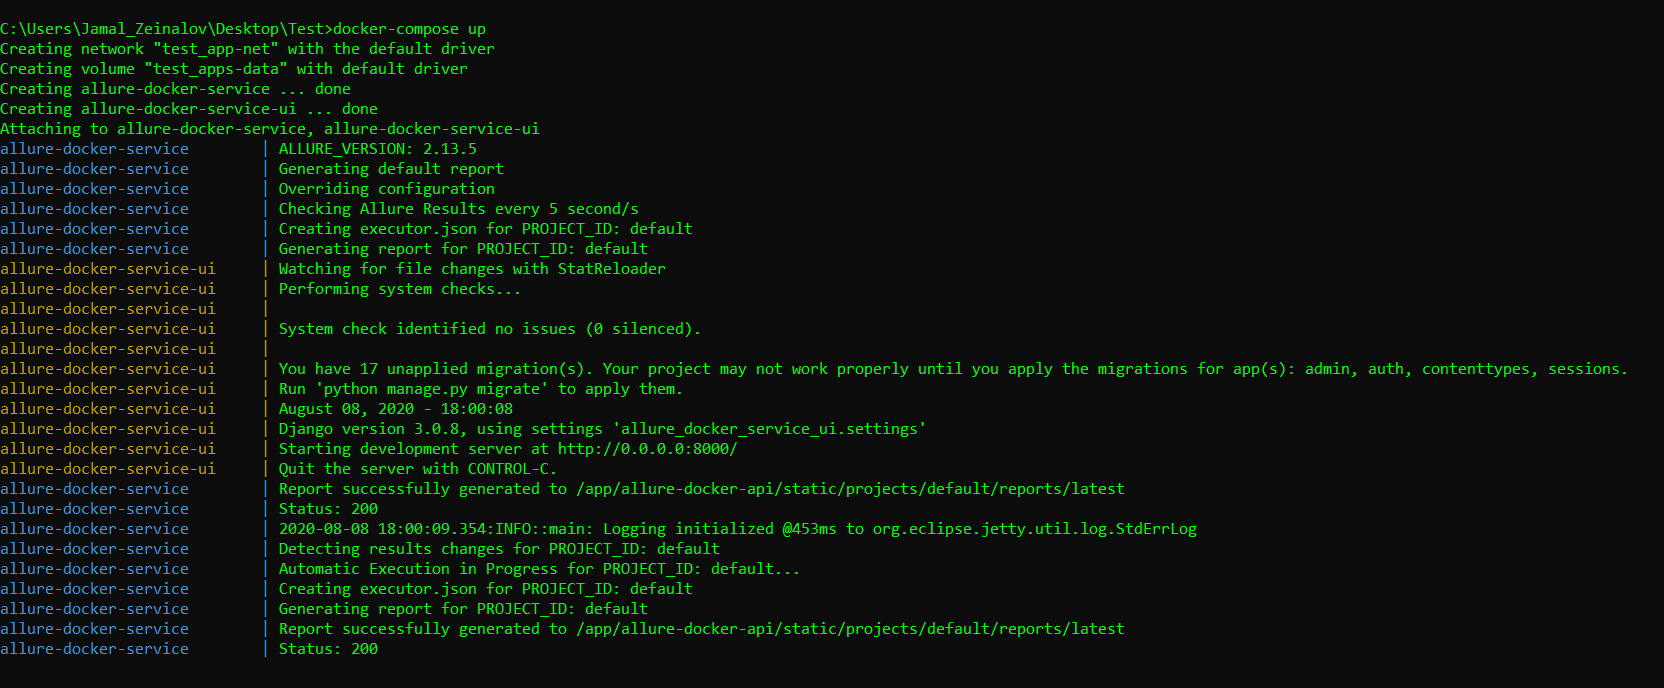 C:\Users\Jamal_Zeinalov\Desktop\Test>docker-compose up
Creating network "test_app-net" with the default driver
Creating volume "test_apps-data" with default driver
Creating allure-docker-service ... done
Creating allure-docker-service-ui ... done
Attaching to allure-docker-service, allure-docker-service-ui
allure-docker-service        | ALLURE_VERSION: 2.13.5
allure-docker-service        | Generating default report
allure-docker-service        | Overriding configuration
allure-docker-service        | Checking Allure Results every 5 second/s
allure-docker-service        | Creating executor.json for PROJECT_ID: default
allure-docker-service        | Generating report for PROJECT_ID: default
allure-docker-service-ui     | Watching for file changes with StatReloader
allure-docker-service-ui     | Performing system checks...
allure-docker-service-ui     |
allure-docker-service-ui     | System check identified no issues (0 silenced).
allure-docker-service-ui     |
allure-docker-service-ui     | You have 17 unapplied migration(s). Your project may not work properly until you apply the migrations for app(s): admin, auth, contenttypes, sessions.
allure-docker-service-ui     | Run 'python manage.py migrate' to apply them.
allure-docker-service-ui     | August 08, 2020 - 18:00:08
allure-docker-service-ui     | Django version 3.0.8, using settings 'allure_docker_service_ui.settings'
allure-docker-service-ui     | Starting development server at http://0.0.0.0:8000/
allure-docker-service-ui     | Quit the server with CONTROL-C.
allure-docker-service        | Report successfully generated to /app/allure-docker-api/static/projects/default/reports/latest
allure-docker-service        | Status: 200
allure-docker-service        | 2020-08-08 18:00:09.354:INFO::main: Logging initialized @453ms to org.eclipse.jetty.util.log.StdErrLog
allure-docker-service        | Detecting results changes for PROJECT_ID: default
allure-docker-service        | Automatic Execution in Progress for PROJECT_ID: default...
allure-docker-service        | Creating executor.json for PROJECT_ID: default
allure-docker-service        | Generating report for PROJECT_ID: default
allure-docker-service        | Report successfully generated to /app/allure-docker-api/static/projects/default/reports/latest
allure-docker-service        | Status: 200